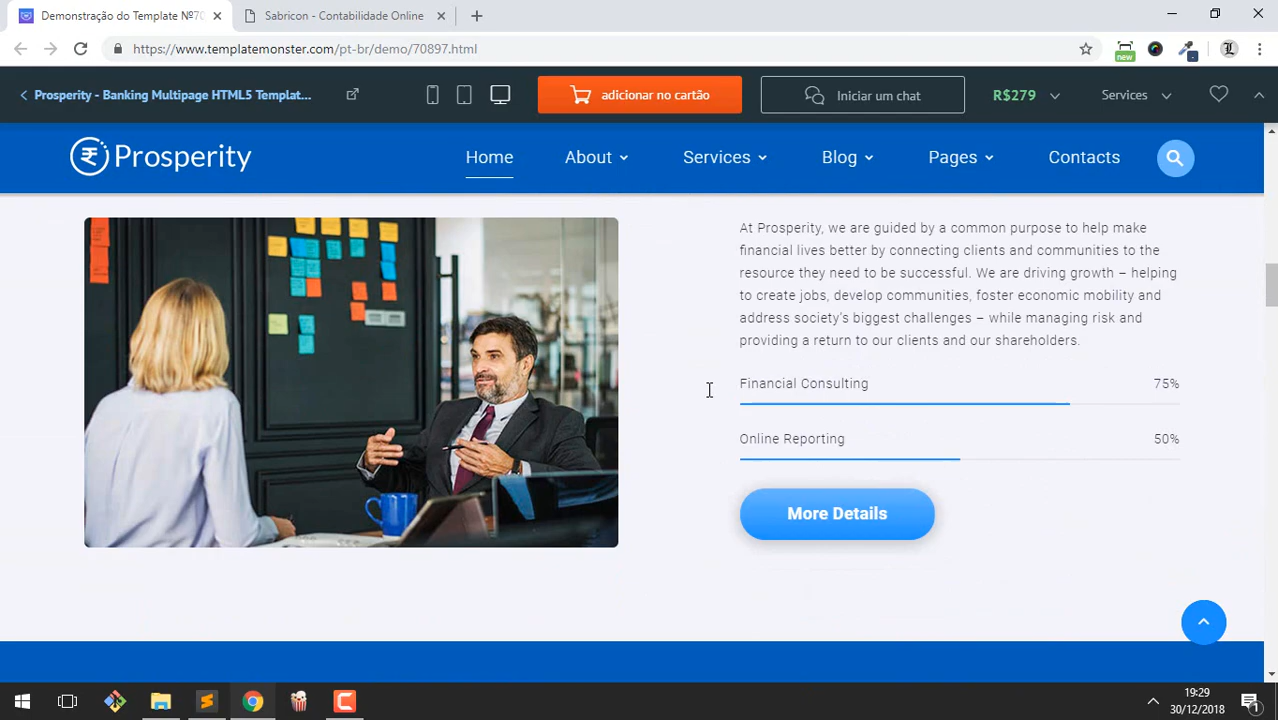 Demonstração do Template Nº70
Sabricon - Contabilidade Online
https://www.templatemonster.com/pt-br/demo/70897.html
new
Prosperity - Banking Multipage HTML5 Templat...
adicionar no cartão
Iniciar um chat
R$279
Services
Prosperity
Home
About
Services
Blog
Pages
Contacts
At Prosperity, we are guided by a common purpose to help make
financial lives better by connecting clients and communities to the
resource they need to be successful. We are driving growth – helping
to create jobs, develop communities, foster economic mobility and
address society's biggest challenges – while managing risk and
providing a return to our clients and our shareholders.
Financial Consulting 75%
Online Reporting 50%
More Details
19:29
30/12/2018
1